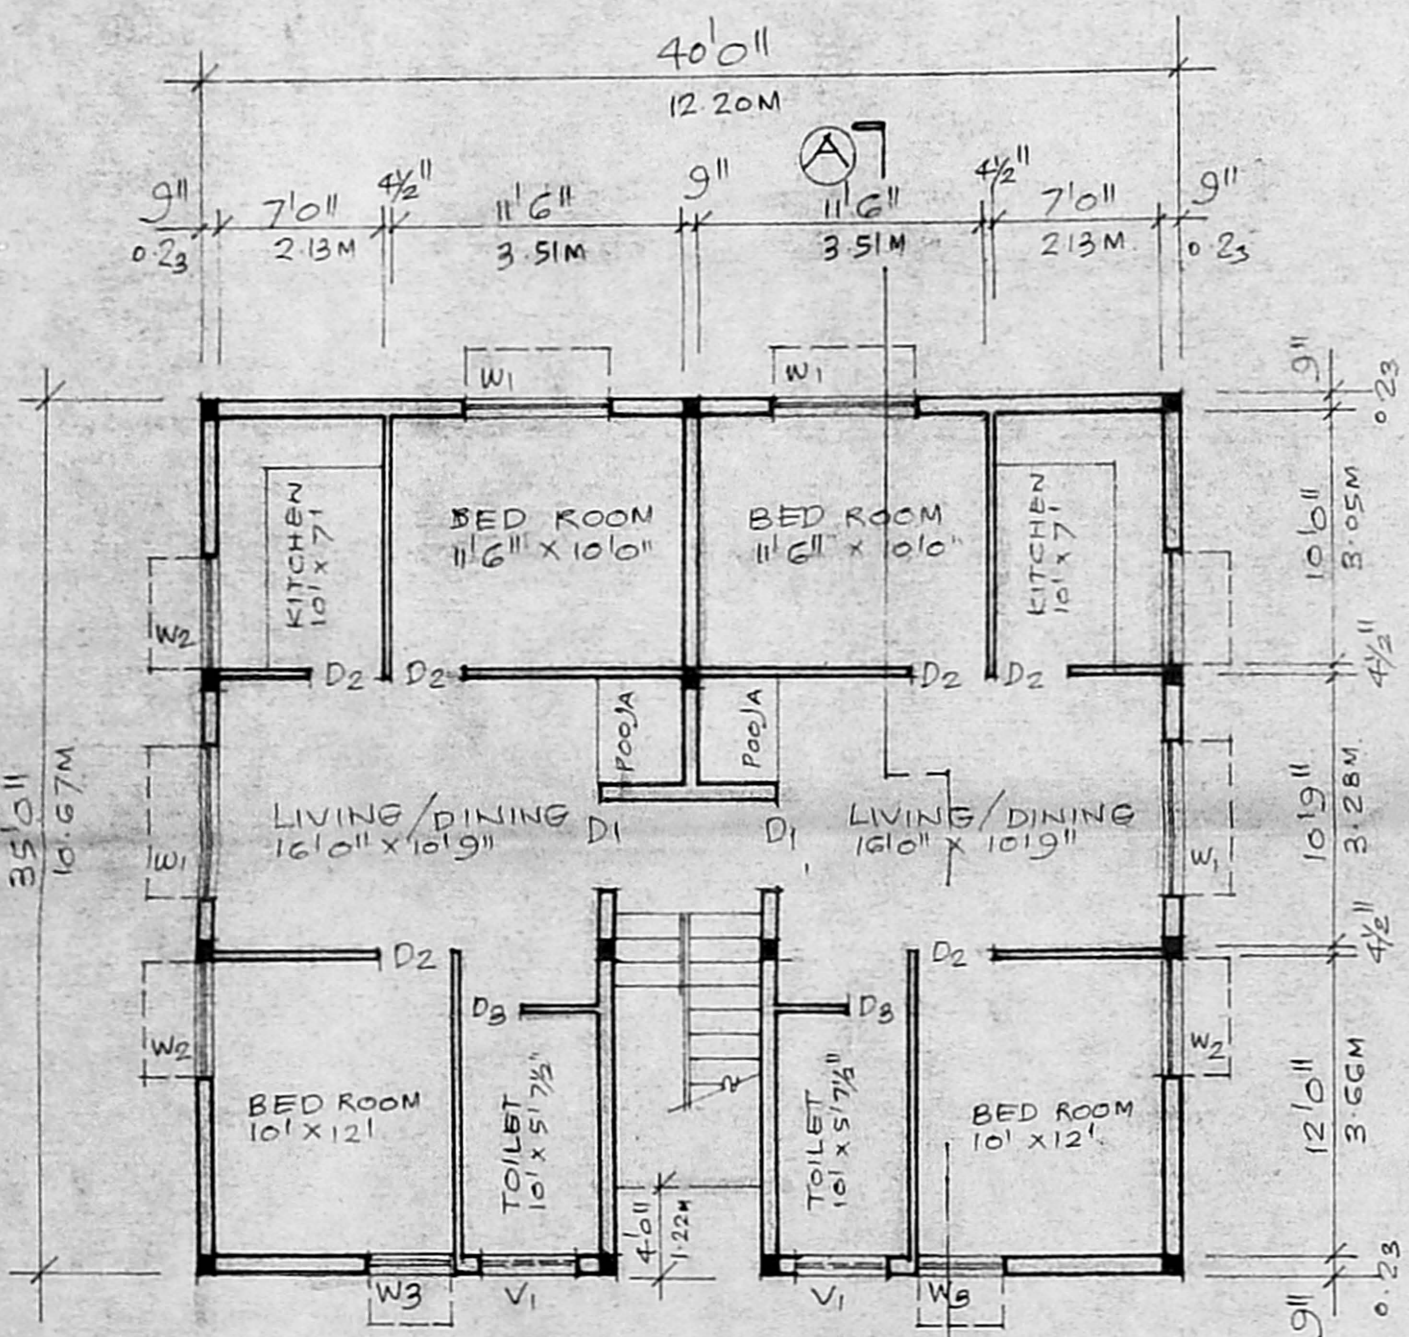 40'0"
12.20M
A
9" 7'0" 4½" 11'6" 9" 11'6" 4½" 7'0" 9"
0.23 2.13M 3.51M 3.51M 2.13M 0.23
W1 W1
9"
0.23
KITCHEN
10' x 7'
BED ROOM
11'6" x 10'0"
BED ROOM
11'6" x 10'0"
KITCHEN
10' x 7'
10'0"
3.05M
W2
D2 D2 D2 D2
4½"
POOJA POOJA
35'0"
10.67M
W1
LIVING/DINING
16'0" x 10'9"
D1 D1
LIVING/DINING
16'0" x 10'9"
W1
10'9"
3.28M
D2 D2
4½"
D3 D3
W2 W2
BED ROOM
10' x 12'
TOILET
10' x 5'7½"
TOILET
10' x 5'7½"
BED ROOM
10' x 12'
12'0"
3.66M
4'0"
1.22M
W3 V1 V1 W3
9"
0.23